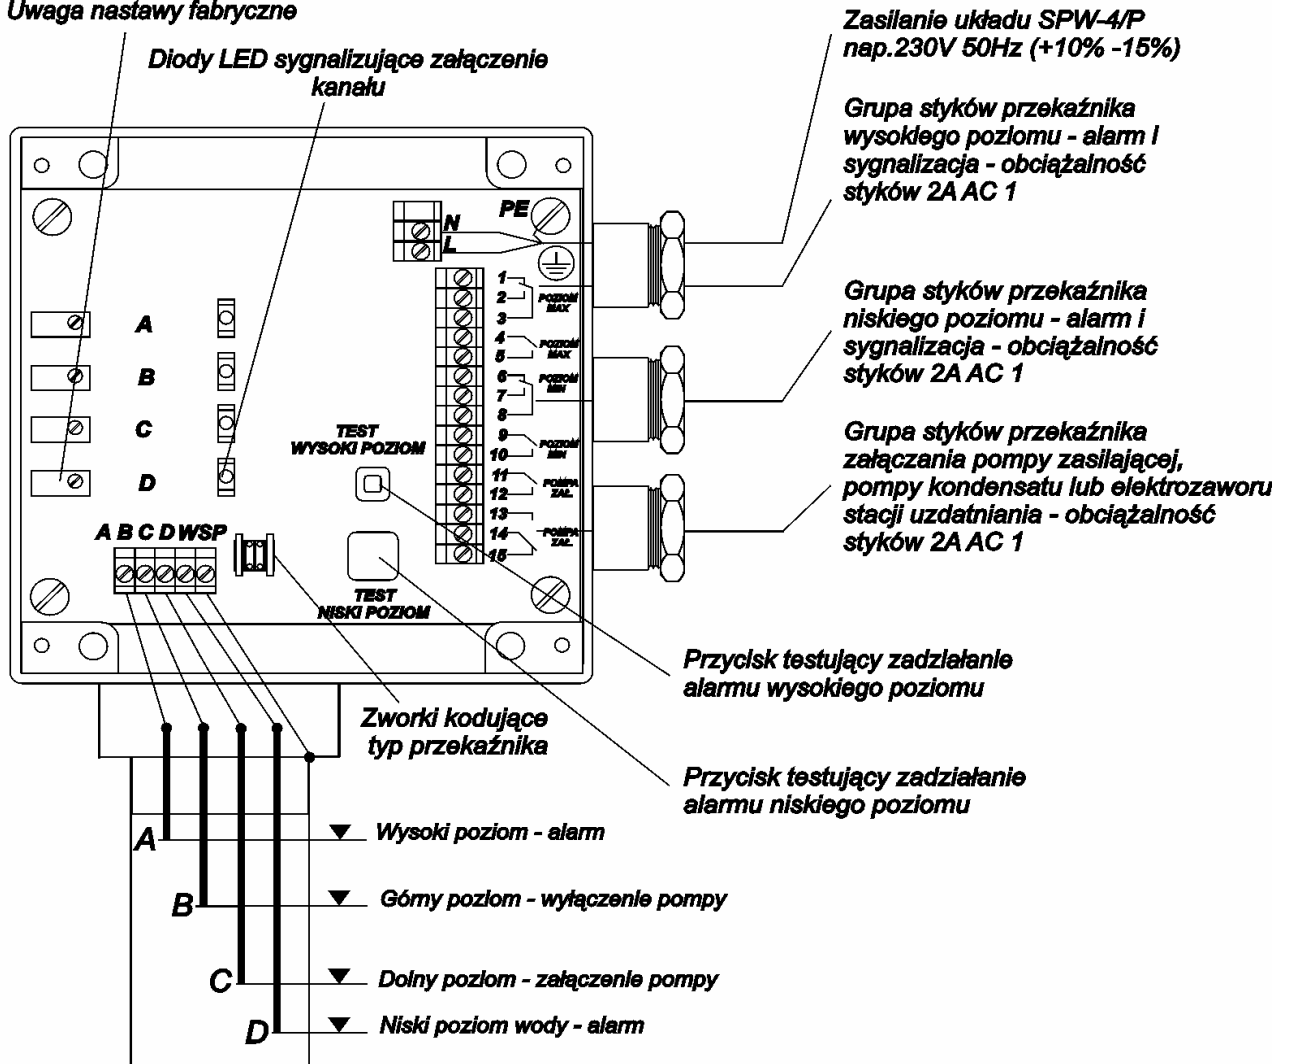 Uwaga nastawy fabryczne
Diody LED sygnalizujące załączenie
kanału
Zasilanie układu SPW-4/P
nap.230V 50Hz (+10% -15%)
Grupa styków przekaźnika
wysokiego poziomu - alarm i
sygnalizacja - obciążalność
styków 2A AC 1
Grupa styków przekaźnika
niskiego poziomu - alarm i
sygnalizacja - obciążalność
styków 2A AC 1
Grupa styków przekaźnika
załączania pompy zasilającej,
pompy kondensatu lub elektrozaworu
stacji uzdatniania - obciążalność
styków 2A AC 1
N
L
PE
1
2
3
POZIOM
MAX
4
5
POZIOM
MAX
6
7
8
POZIOM
MIN
9
10
POZIOM
MIN
11
12
POMPA
ZAŁ.
13
14
15
POMPA
ZAŁ.
A
B
C
D
TEST
WYSOKI POZIOM
A B C D WSP
TEST
NISKI POZIOM
Przycisk testujący zadziałanie
alarmu wysokiego poziomu
Zworki kodujące
typ przekaźnika
Przycisk testujący zadziałanie
alarmu niskiego poziomu
A
Wysoki poziom - alarm
B
Górny poziom - wyłączenie pompy
C
Dolny poziom - załączenie pompy
D
Niski poziom wody - alarm